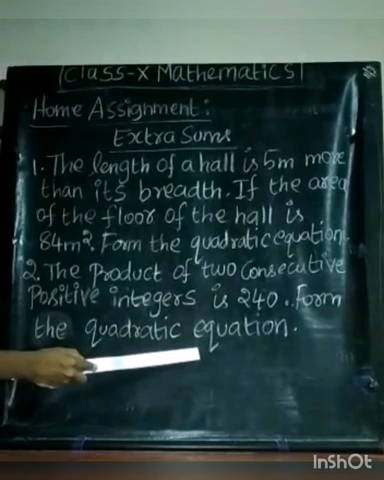 Class-X Mathematics
Home Assignment:
Extra Sums
1. The length of a hall is 5m more
than its breadth. If the area
of the floor of the hall is
84m². Form the quadratic equation.
2. The Product of two consecutive
Positive integers is 240. Form
the quadratic equation.
InShOt